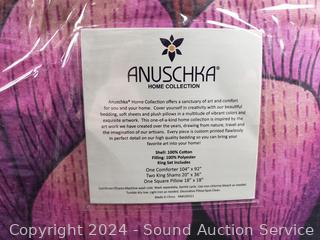 ANUSCHKA®
HOME COLLECTION
Anuschka® Home Collection offers a sanctuary of art and comfort
for you and your home. Cover yourself in creativity with our beautiful
bedding, soft sheets and plush pillows in a multitude of vibrant colors and
exquisite artwork. This one-of-a-kind home collection is inspired by the
art work we have created over the years, drawing from nature, travel and
the imagination of our artisans. Every piece is custom printed flawlessly
in perfect detail on our high quality bedding so you can bring your
favorite art into your home!
Shell: 100% Cotton
Filling: 100% Polyester
King Set Includes:
One Comforter 104" x 92"
Two King Shams 20" x 36"
One Square Pillow 18" x 18"
Made in China
Copyright 2024 - Sound Auction Service